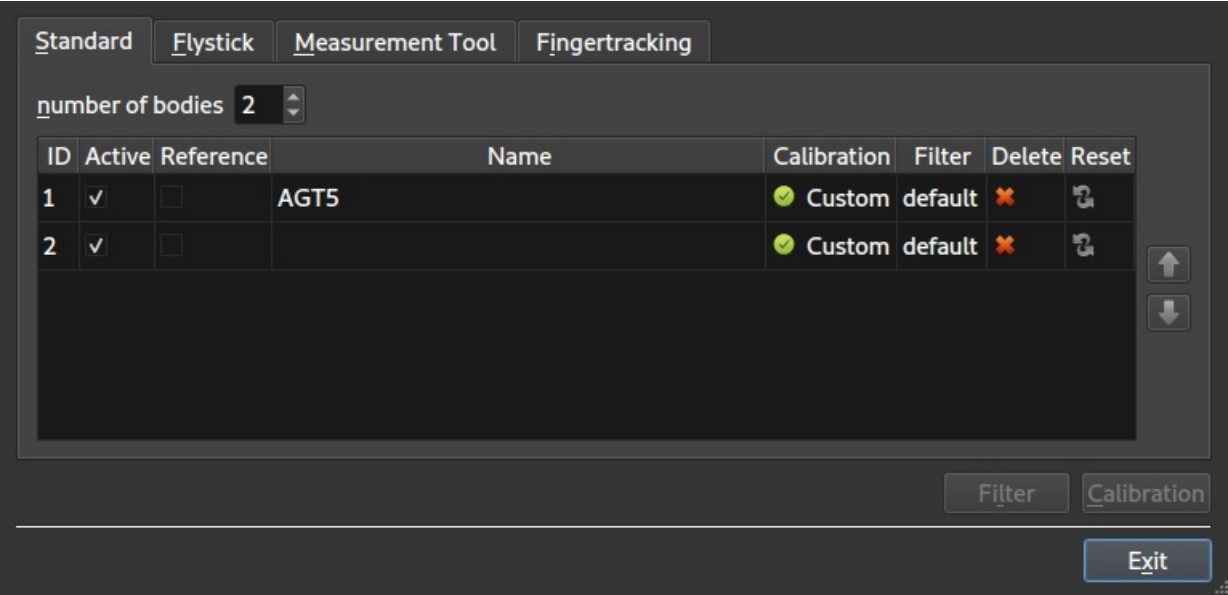 Standard Flystick Measurement Tool Fingertracking
number of bodies 2
ID Active Reference Name Calibration Filter Delete Reset
1 AGT5 Custom default
2 Custom default
Filter Calibration
Exit